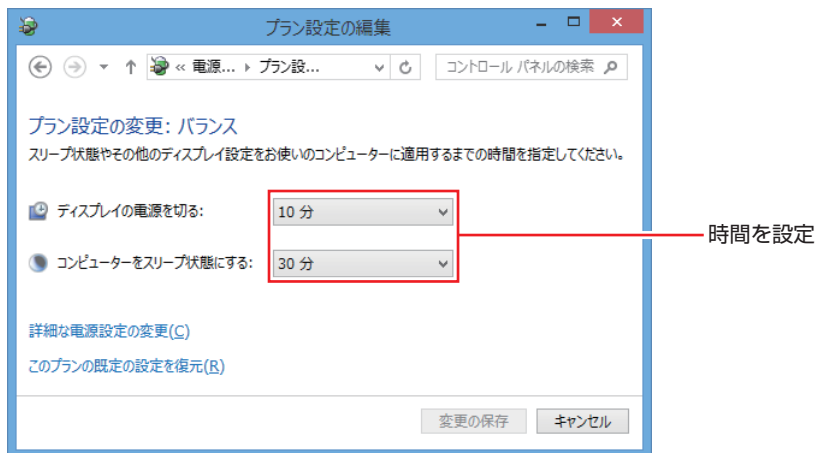 プラン設定の編集
« 電源... プラン設...
コントロール パネルの検索
プラン設定の変更: バランス
スリープ状態やその他のディスプレイ設定をお使いのコンピューターに適用するまでの時間を指定してください。
ディスプレイの電源を切る: 10 分
時間を設定
コンピューターをスリープ状態にする: 30 分
詳細な電源設定の変更(C)
このプランの既定の設定を復元(R)
変更の保存 キャンセル